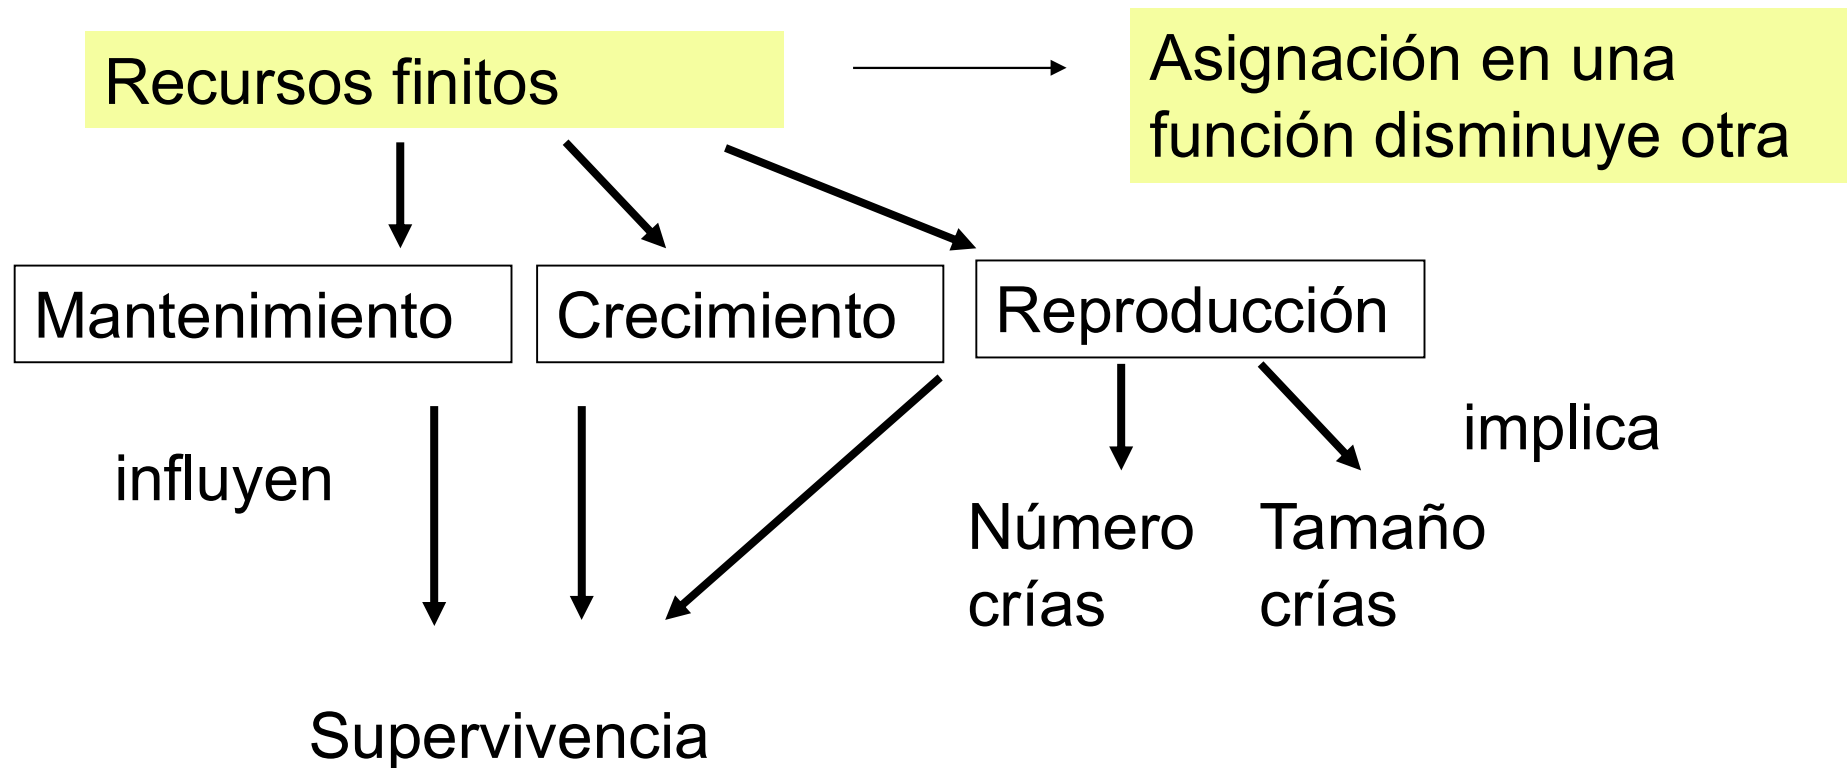 Recursos finitos
Asignación en una
función disminuye otra
Mantenimiento
Crecimiento
Reproducción
influyen
implica
Número
crías
Tamaño
crías
Supervivencia